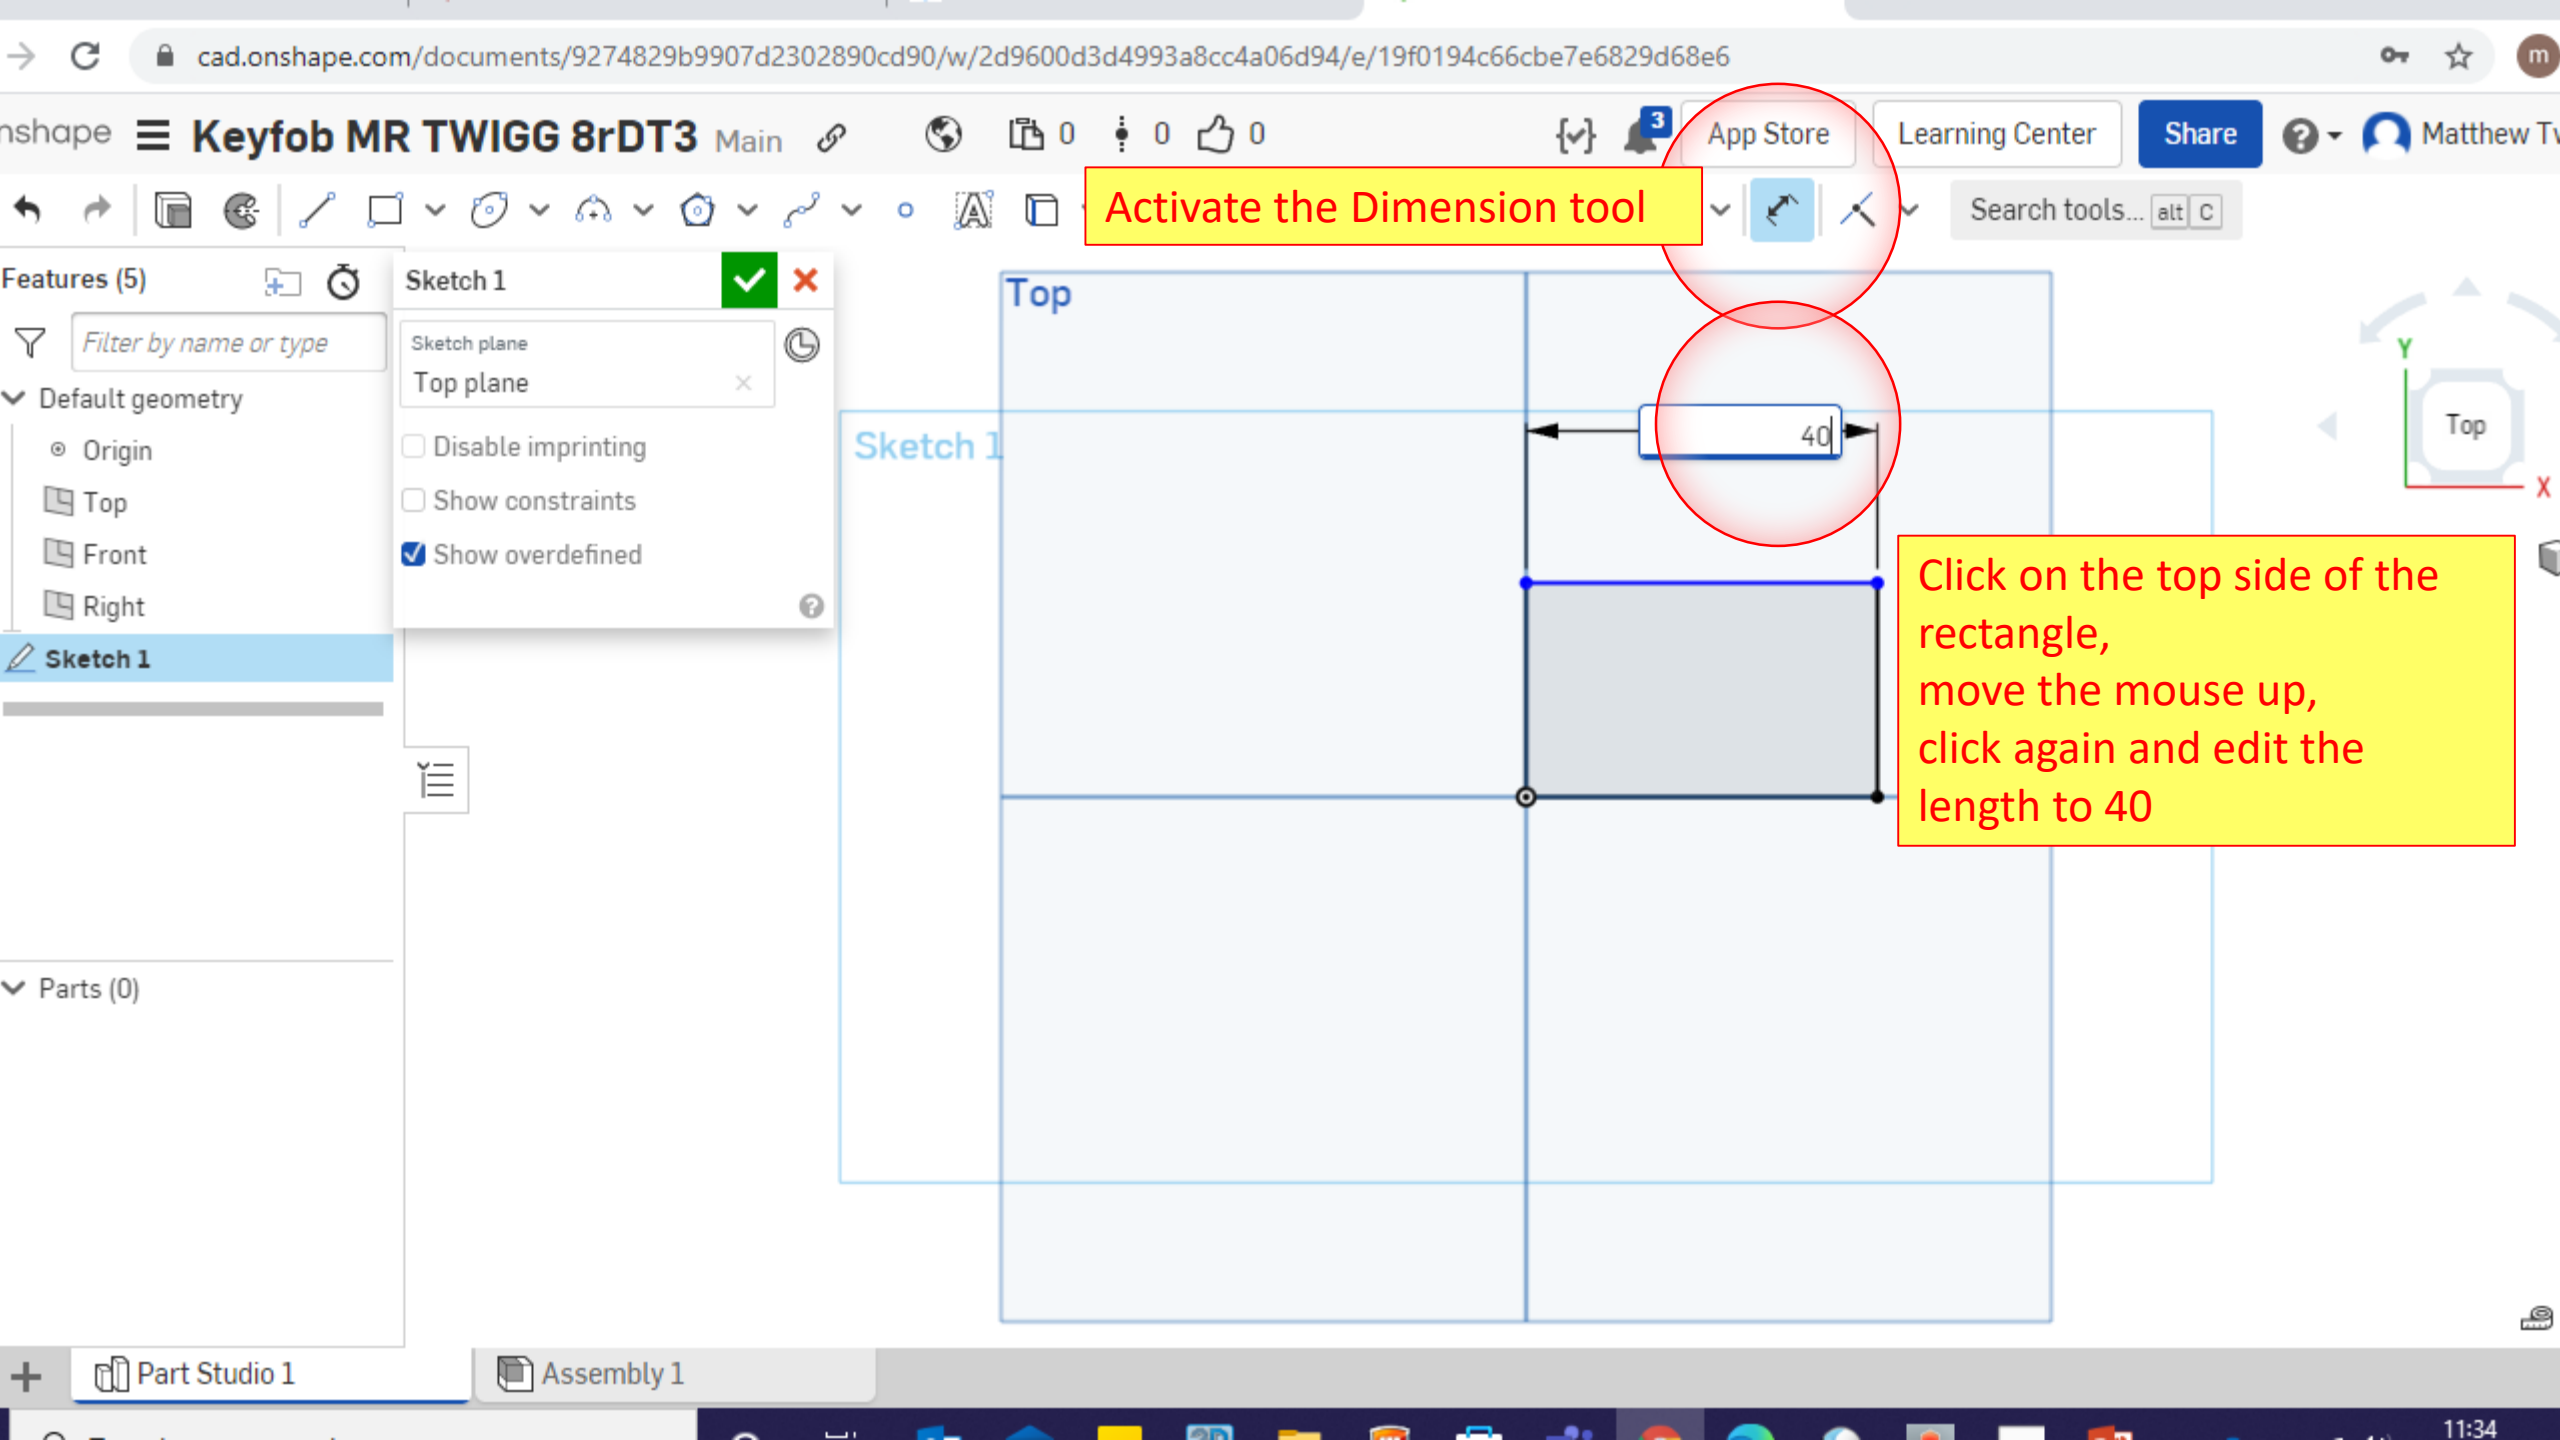 cad.onshape.com/documents/9274829b9907d2302890cd90/w/2d9600d3d4993a8cc4a06d94/e/19f0194c66cbe7e6829d68e6
m
nshape Keyfob MR TWIGG 8rDT3 Main 0 0 0 3 App Store Learning Center Share Matthew Tw
Activate the Dimension tool
Search tools... alt C
Features (5)
Filter by name or type
Default geometry
Origin
Top
Front
Right
Sketch 1
Parts (0)
Sketch 1
Sketch plane
Top plane
Disable imprinting
Show constraints
Show overdefined
Top
Sketch 1
40
Y
Top
X
Click on the top side of the
rectangle,
move the mouse up,
click again and edit the
length to 40
Part Studio 1
Assembly 1
11:34